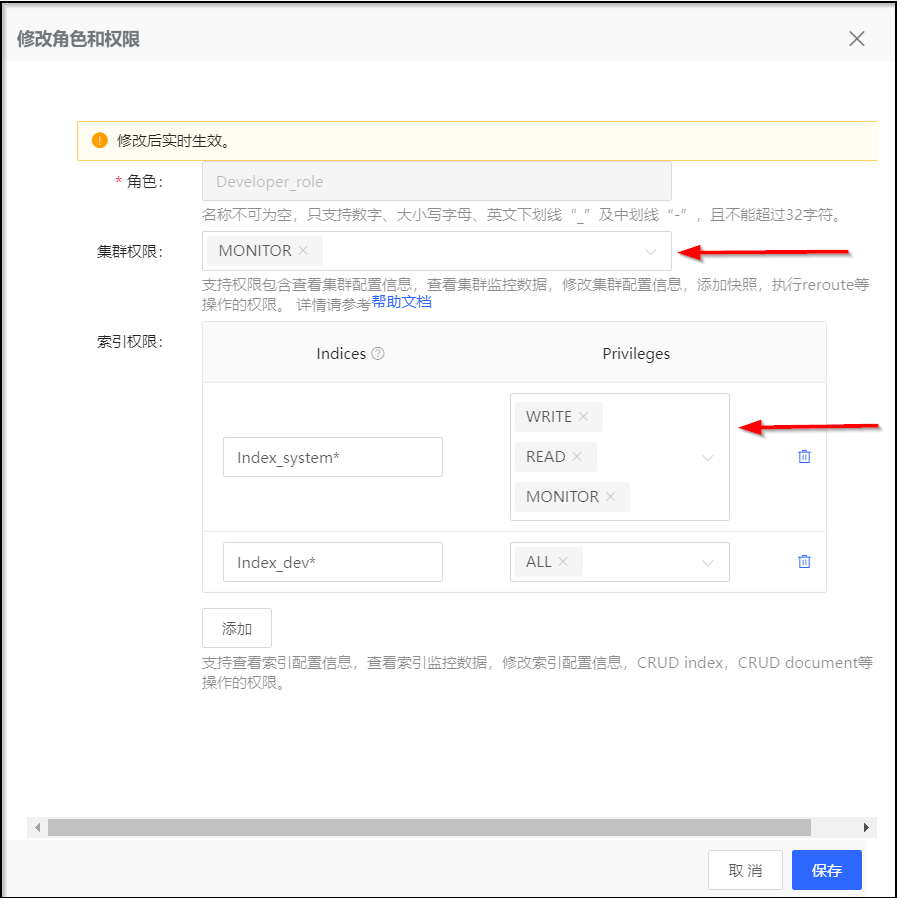 修改角色和权限
修改后实时生效。
* 角色：
Developer_role
名称不可为空，只支持数字、大小写字母、英文下划线“_”及中划线“-”，且不能超过32字符。
集群权限：
MONITOR
支持权限包含查看集群配置信息，查看集群监控数据，修改集群配置信息，添加快照，执行reroute等
操作的权限。 详情请参考帮助文档
索引权限：
Indices Privileges
WRITE
Index_system* READ
MONITOR
Index_dev* ALL
添加
支持查看索引配置信息，查看索引监控数据，修改索引配置信息，CRUD index，CRUD document等
操作的权限。
取消 保存